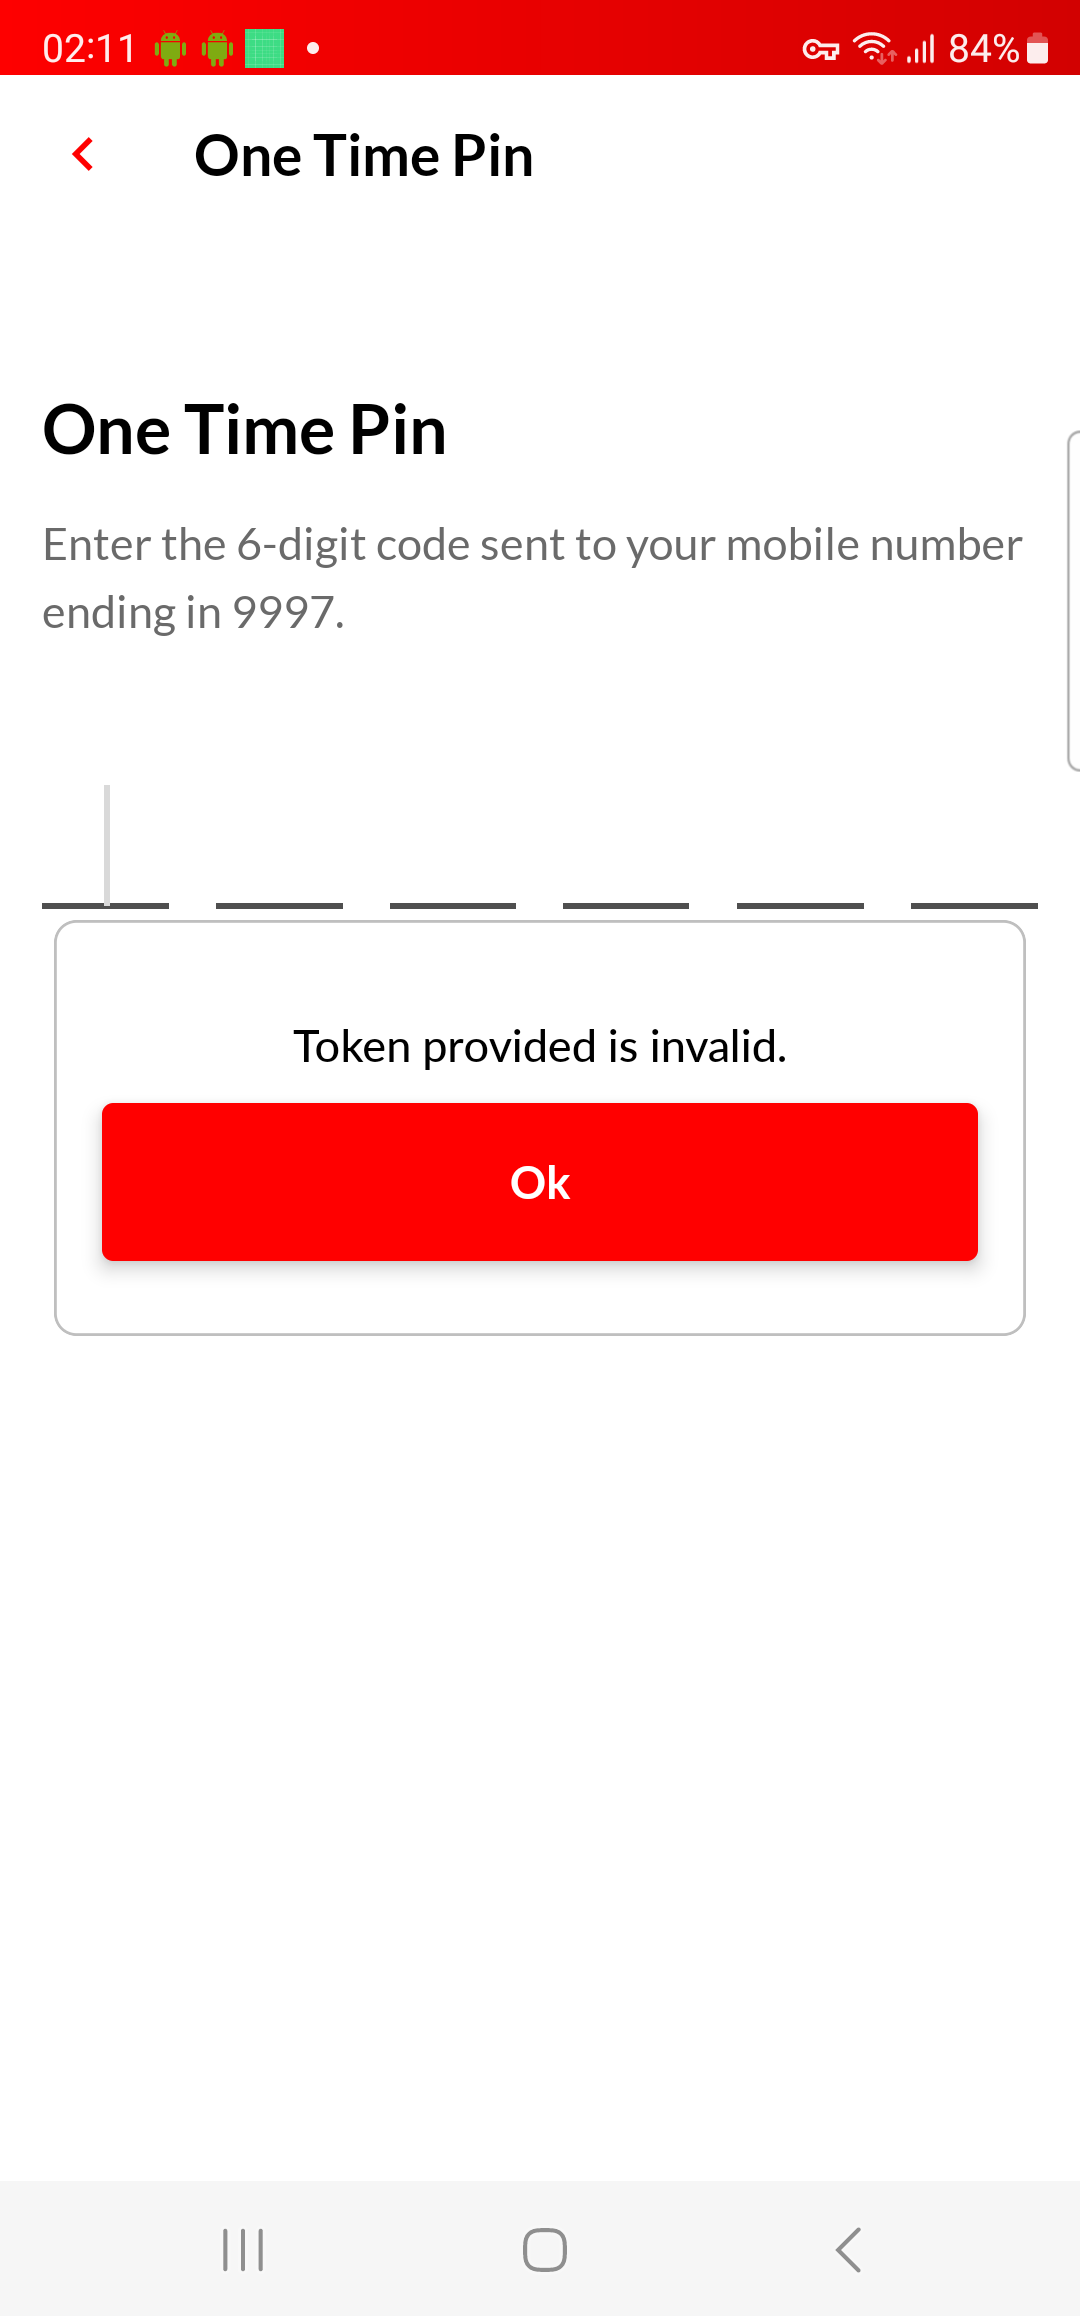 02:11
84%
One Time Pin
One Time Pin
Enter the 6-digit code sent to your mobile number
ending in 9997.
Token provided is invalid.
Ok